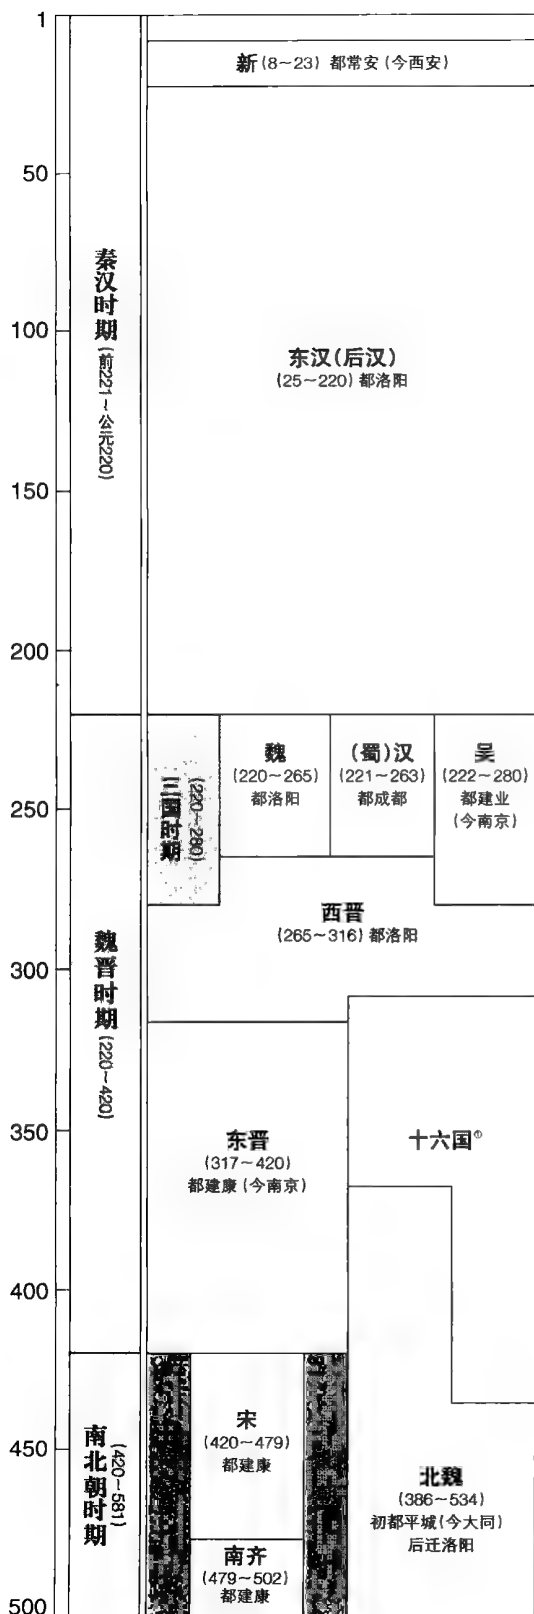 1
新(8~23) 都常安(今西安)
50
秦汉时期(前221~公元220)
100
东汉(后汉)
(25~220)都洛阳
150
200
三国时期
(220~280)
魏
(220~265)
都洛阳
(蜀)汉
(221~263)
都成都
吴
(222~280)
都建业
(今南京)
250
西晋
(265~316)都洛阳
魏晋时期(220~420)
300
350
东晋
(317~420)
都建康(今南京)
十六国①
400
南北朝时期
(420~581)
宋
(420~479)
都建康
450
北魏
(386~534)
初都平城(今大同)
后迁洛阳
南齐
(479~502)
都建康
500